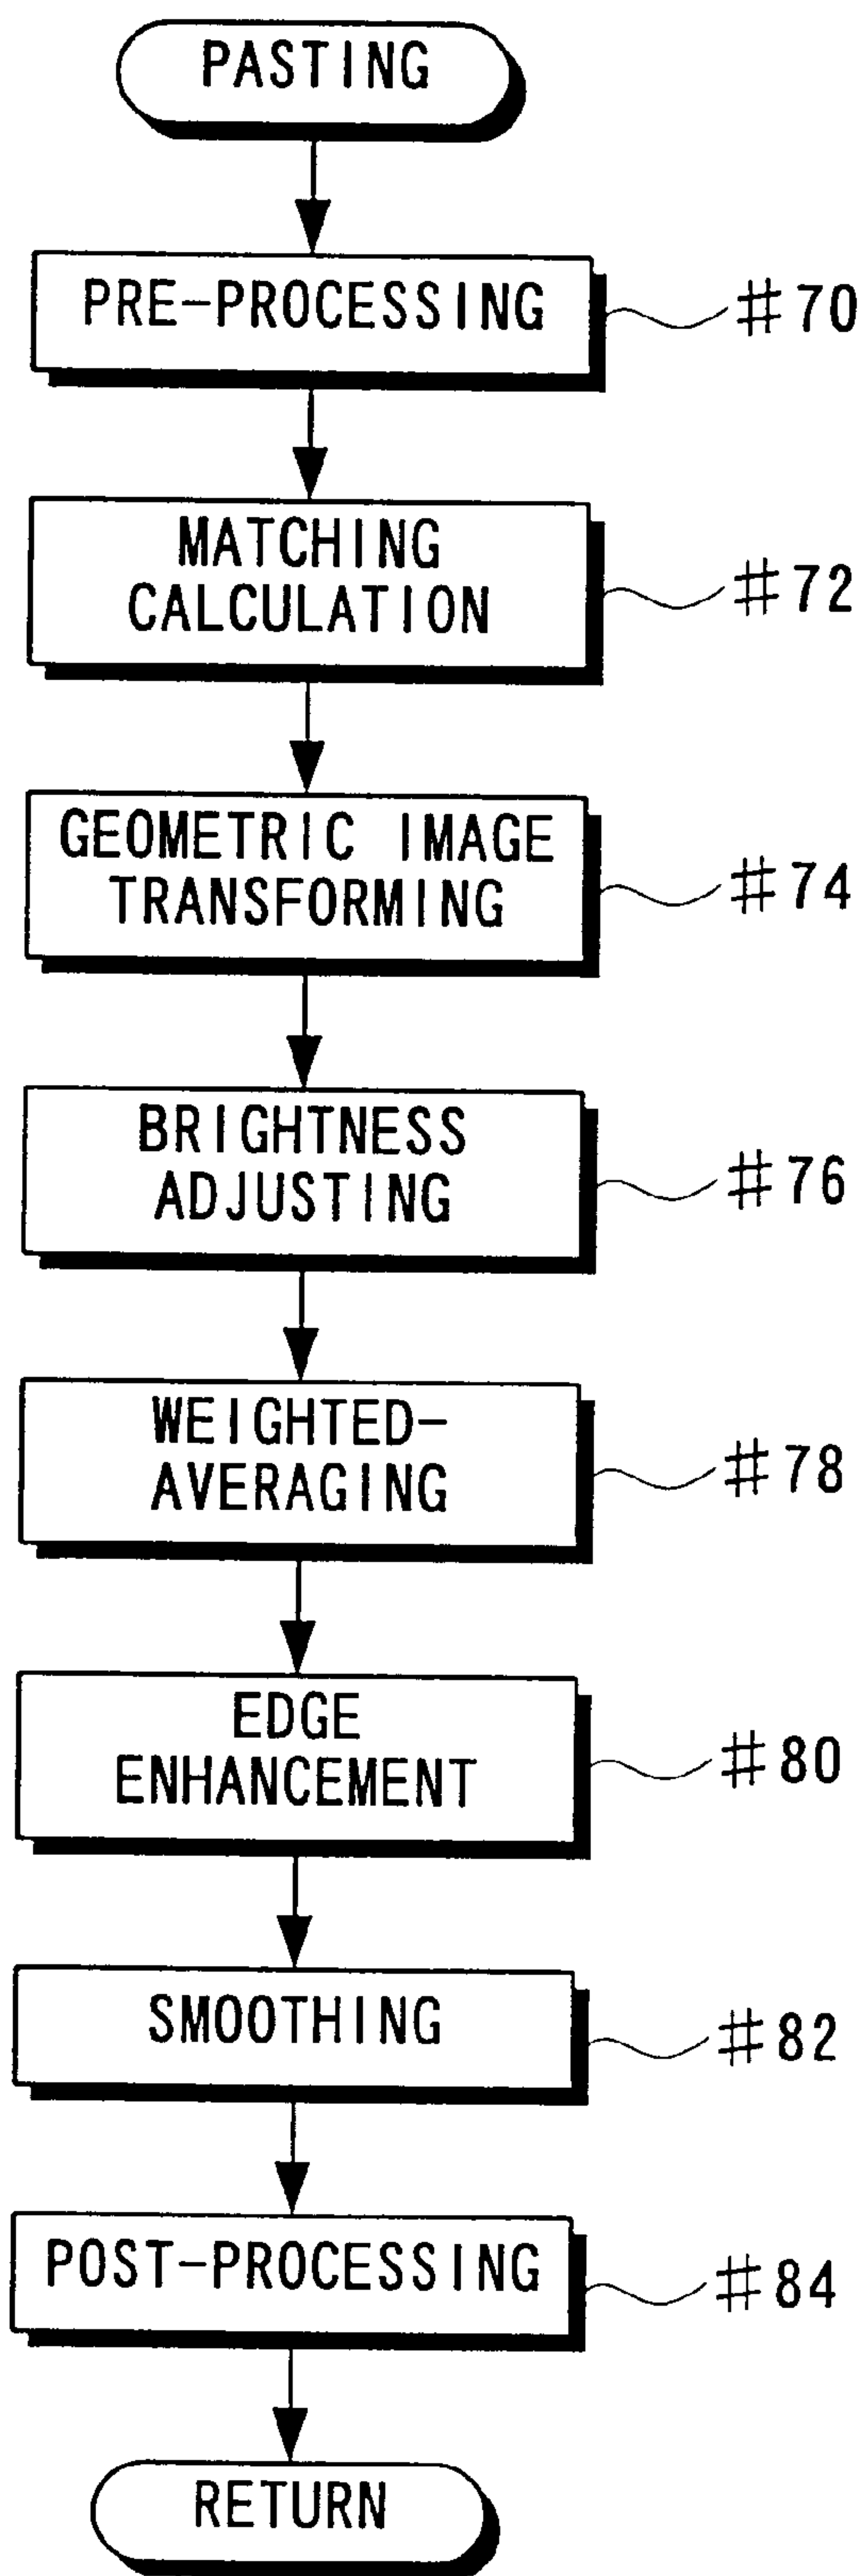 PASTING
PRE-PROCESSING #70
MATCHING
CALCULATION #72
GEOMETRIC IMAGE
TRANSFORMING #74
BRIGHTNESS
ADJUSTING #76
WEIGHTED-
AVERAGING #78
EDGE
ENHANCEMENT #80
SMOOTHING #82
POST-PROCESSING #84
RETURN